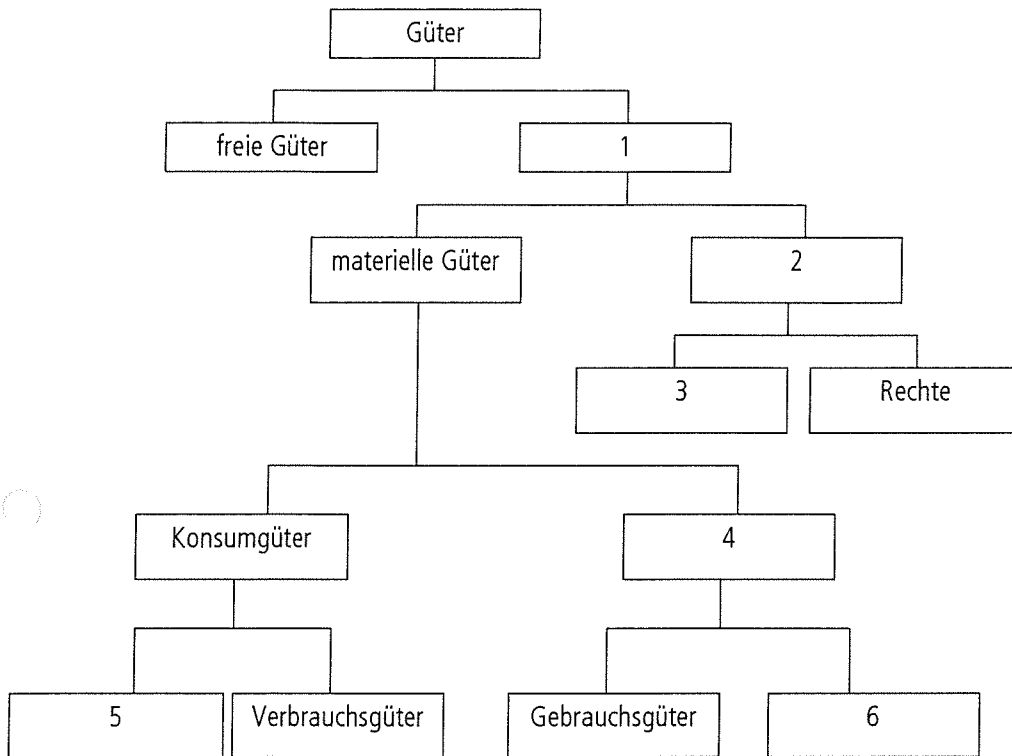 Güter
freie Güter
1
materielle Güter
2
3
Rechte
Konsumgüter
4
5
Verbrauchsgüter
Gebrauchsgüter
6